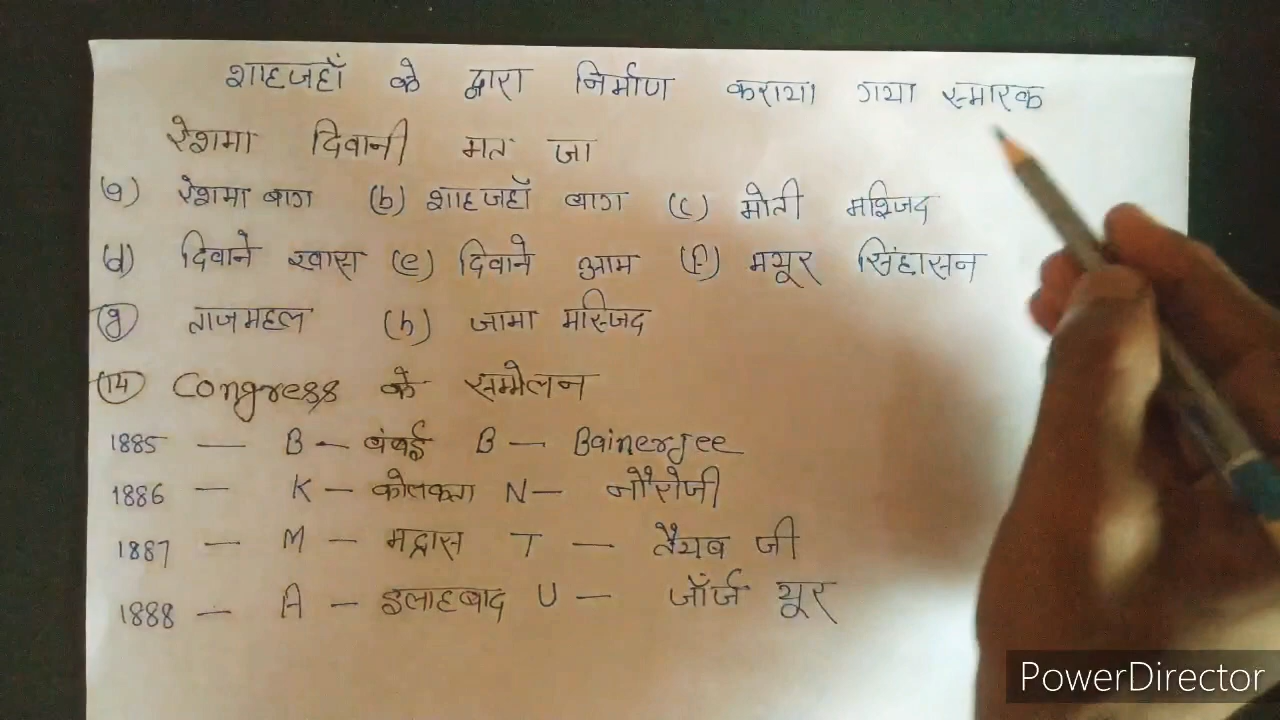 शाहजहाँ के द्वारा निर्माण कराया गया स्मारक
रेशमा दिवानी मत जा
(a) रेशमा बाग (b) शाहजहाँ बाग (c) मोती मश्जिद
(d) दिवाने खास (e) दिवाने आम (f) मयूर सिंहासन
(g) ताजमहल (h) जामा मस्जिद
(14) Congress के सम्मेलन
1885 — B — बंबई B — Bainerjee
1886 — K — कोलकता N — नौरोजी
1887 — M — मद्रास T — तैयब जी
1888 — A — इलाहबाद U — जॉर्ज यूर
PowerDirector